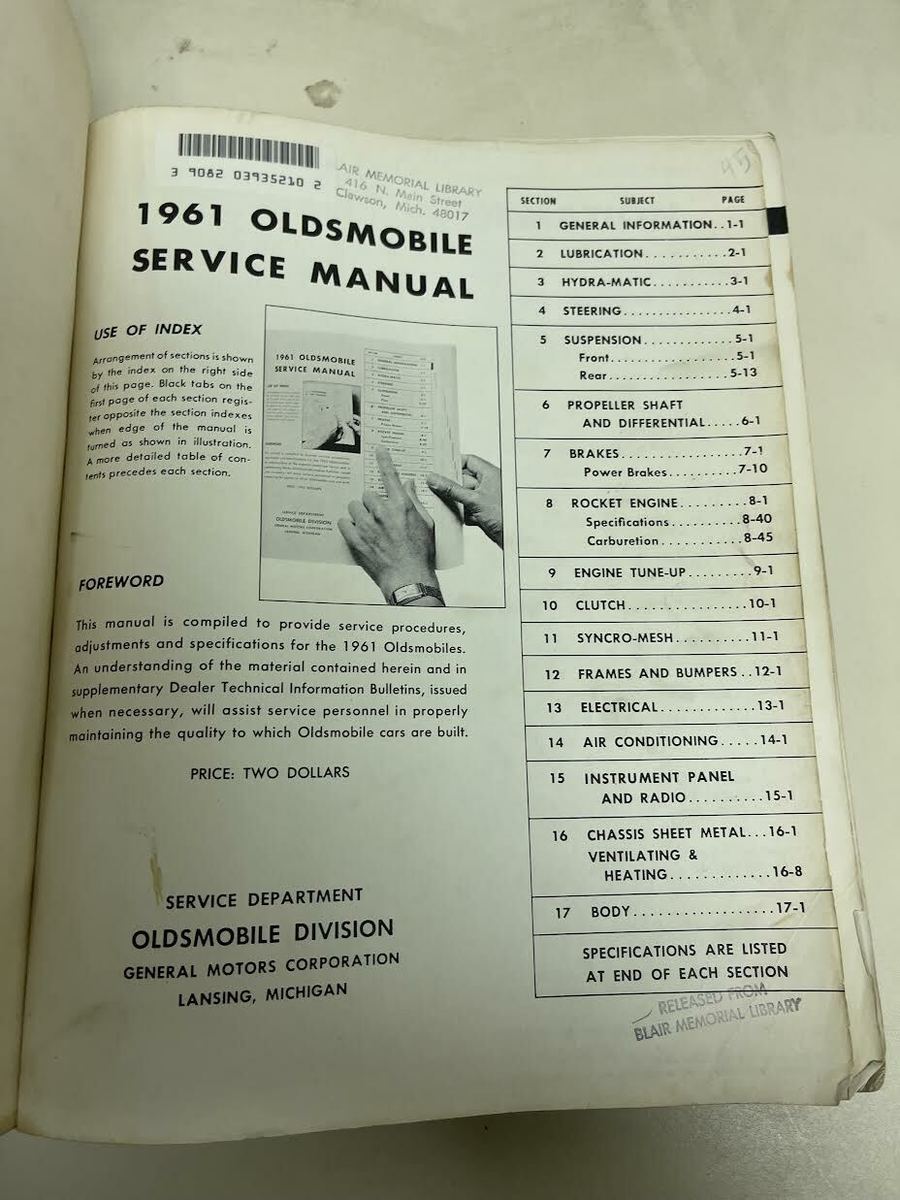 3 9082 03935210 2
AIR MEMORIAL LIBRARY
416 N. Main Street
Clawson, Mich. 48017
1961 OLDSMOBILE
SERVICE MANUAL
USE OF INDEX
Arrangement of sections is shown
by the index on the right side
of this page. Black tabs on the
first page of each section regis-
ter opposite the section indexes
when edge of the manual is
turned as shown in illustration.
A more detailed table of con-
tents precedes each section.
1961 OLDSMOBILE
SERVICE MANUAL
SERVICE DEPARTMENT
OLDSMOBILE DIVISION
GENERAL MOTORS CORPORATION
LANSING, MICHIGAN
FOREWORD
This manual is compiled to provide service procedures,
adjustments and specifications for the 1961 Oldsmobiles.
An understanding of the material contained herein and in
supplementary Dealer Technical Information Bulletins, issued
when necessary, will assist service personnel in properly
maintaining the quality to which Oldsmobile cars are built.
PRICE: TWO DOLLARS
SERVICE DEPARTMENT
OLDSMOBILE DIVISION
GENERAL MOTORS CORPORATION
LANSING, MICHIGAN
SECTION SUBJECT PAGE
1 GENERAL INFORMATION..1-1
2 LUBRICATION...........2-1
3 HYDRA-MATIC..........3-1
4 STEERING...............4-1
5 SUSPENSION............5-1
Front.................5-1
Rear................5-13
6 PROPELLER SHAFT
AND DIFFERENTIAL.....6-1
7 BRAKES.................7-1
Power Brakes..........7-10
8 ROCKET ENGINE..........8-1
Specifications..........8-40
Carburetion...........8-45
9 ENGINE TUNE-UP........9-1
10 CLUTCH...............10-1
11 SYNCRO-MESH..........11-1
12 FRAMES AND BUMPERS..12-1
13 ELECTRICAL............13-1
14 AIR CONDITIONING.....14-1
15 INSTRUMENT PANEL
AND RADIO..........15-1
16 CHASSIS SHEET METAL...16-1
VENTILATING &
HEATING............16-8
17 BODY..................17-1
SPECIFICATIONS ARE LISTED
AT END OF EACH SECTION
RELEASED FROM
BLAIR MEMORIAL LIBRARY